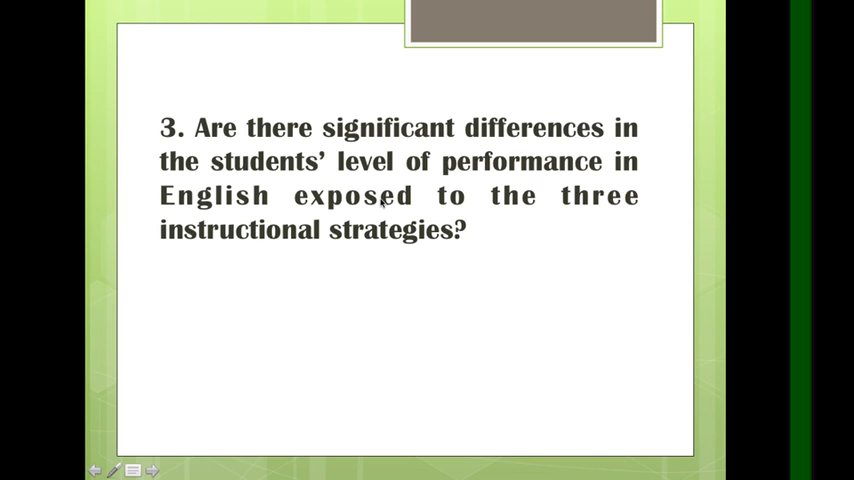 3. Are there significant differences in
the students’ level of performance in
English exposed to the three
instructional strategies?